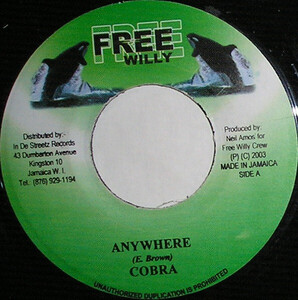 FREE
WILLY
Distributed by:-
In De Streetz Records
43 Dumbarton Avenue
Kingston 10
Jamaica W. I.
Tel.: (876) 929-1194
Produced by:
Neil Amos for
Free Willy Crew
(P) (C) 2003
MADE IN JAMAICA
SIDE A
ANYWHERE
(E. Brown)
COBRA
UNAUTHORIZED DUPLICATION IS PROHIBITED